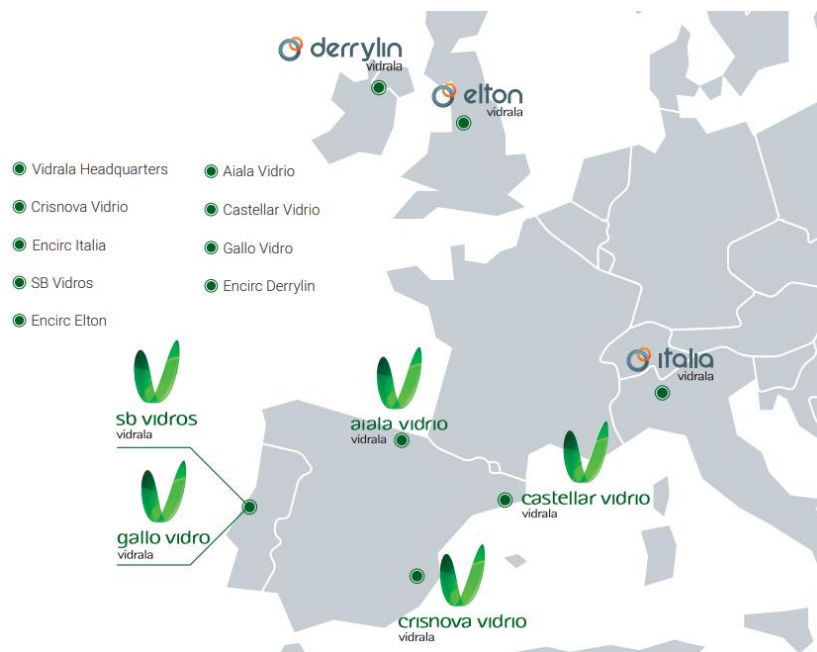 derrylin
vidrala
elton
vidrala
Vidrala Headquarters
Crisnova Vidrio
Encirc Italia
SB Vidros
Encirc Elton
Aiala Vidrio
Castellar Vidrio
Gallo Vidro
Encirc Derrylin
italia
vidrala
sb vidros
vidrala
aiala vidrio
vidrala
castellar vidrio
vidrala
gallo vidro
vidrala
crisnova vidrio
vidrala